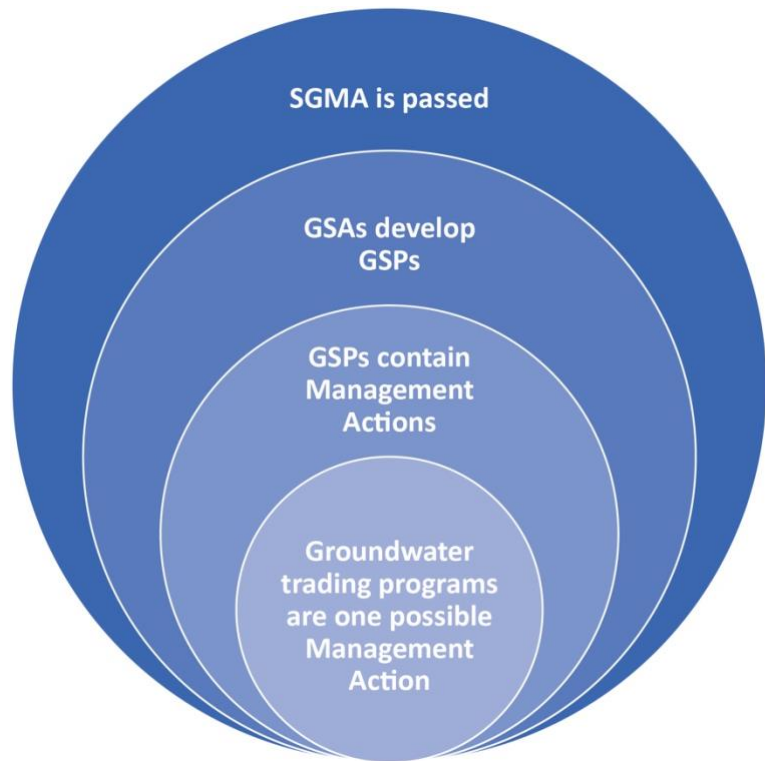 SGMA is passed
GSAs develop
GSPs
GSPs contain
Management
Actions
Groundwater
trading programs
are one possible
Management
Action